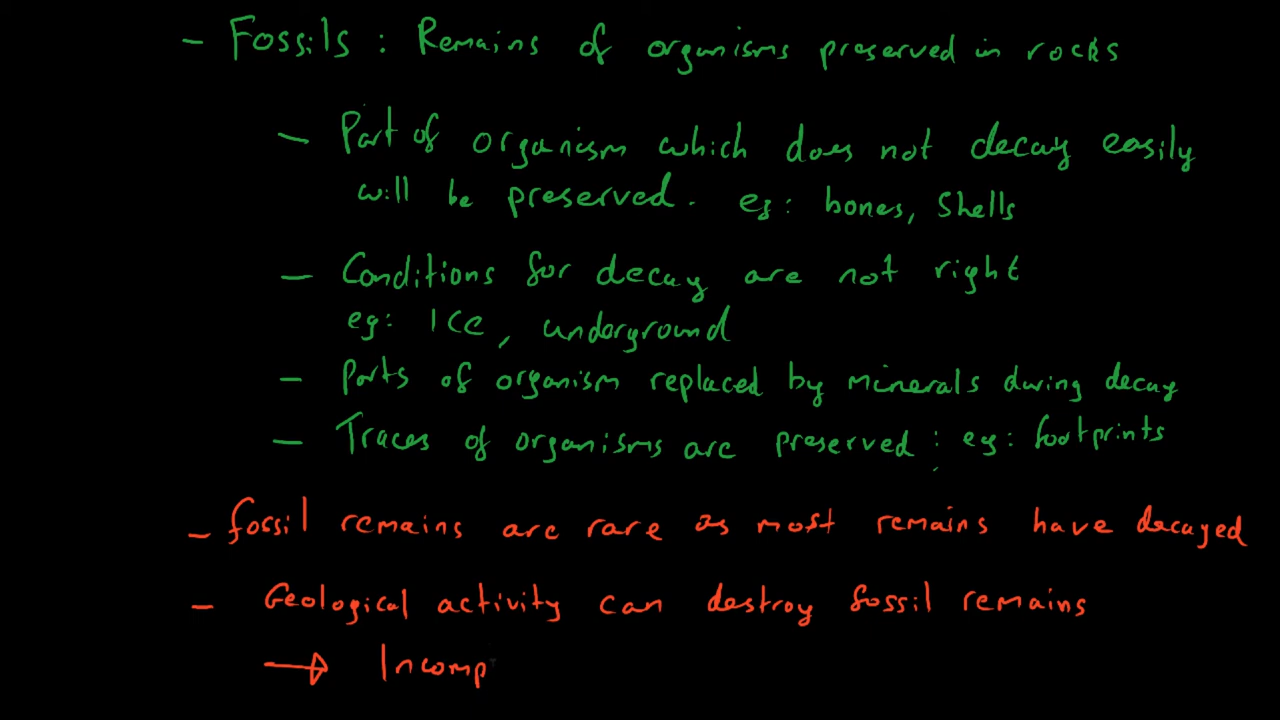 - Fossils : Remains of organisms preserved in rocks
- Part of organism which does not decay easily
will be preserved. eg: bones, Shells
- Conditions for decay are not right
eg: Ice, underground
- Parts of organism replaced by minerals during decay
- Traces of organisms are preserved : eg: footprints
- fossil remains are rare as most remains have decayed
- Geological activity can destroy fossil remains
→ Incomp